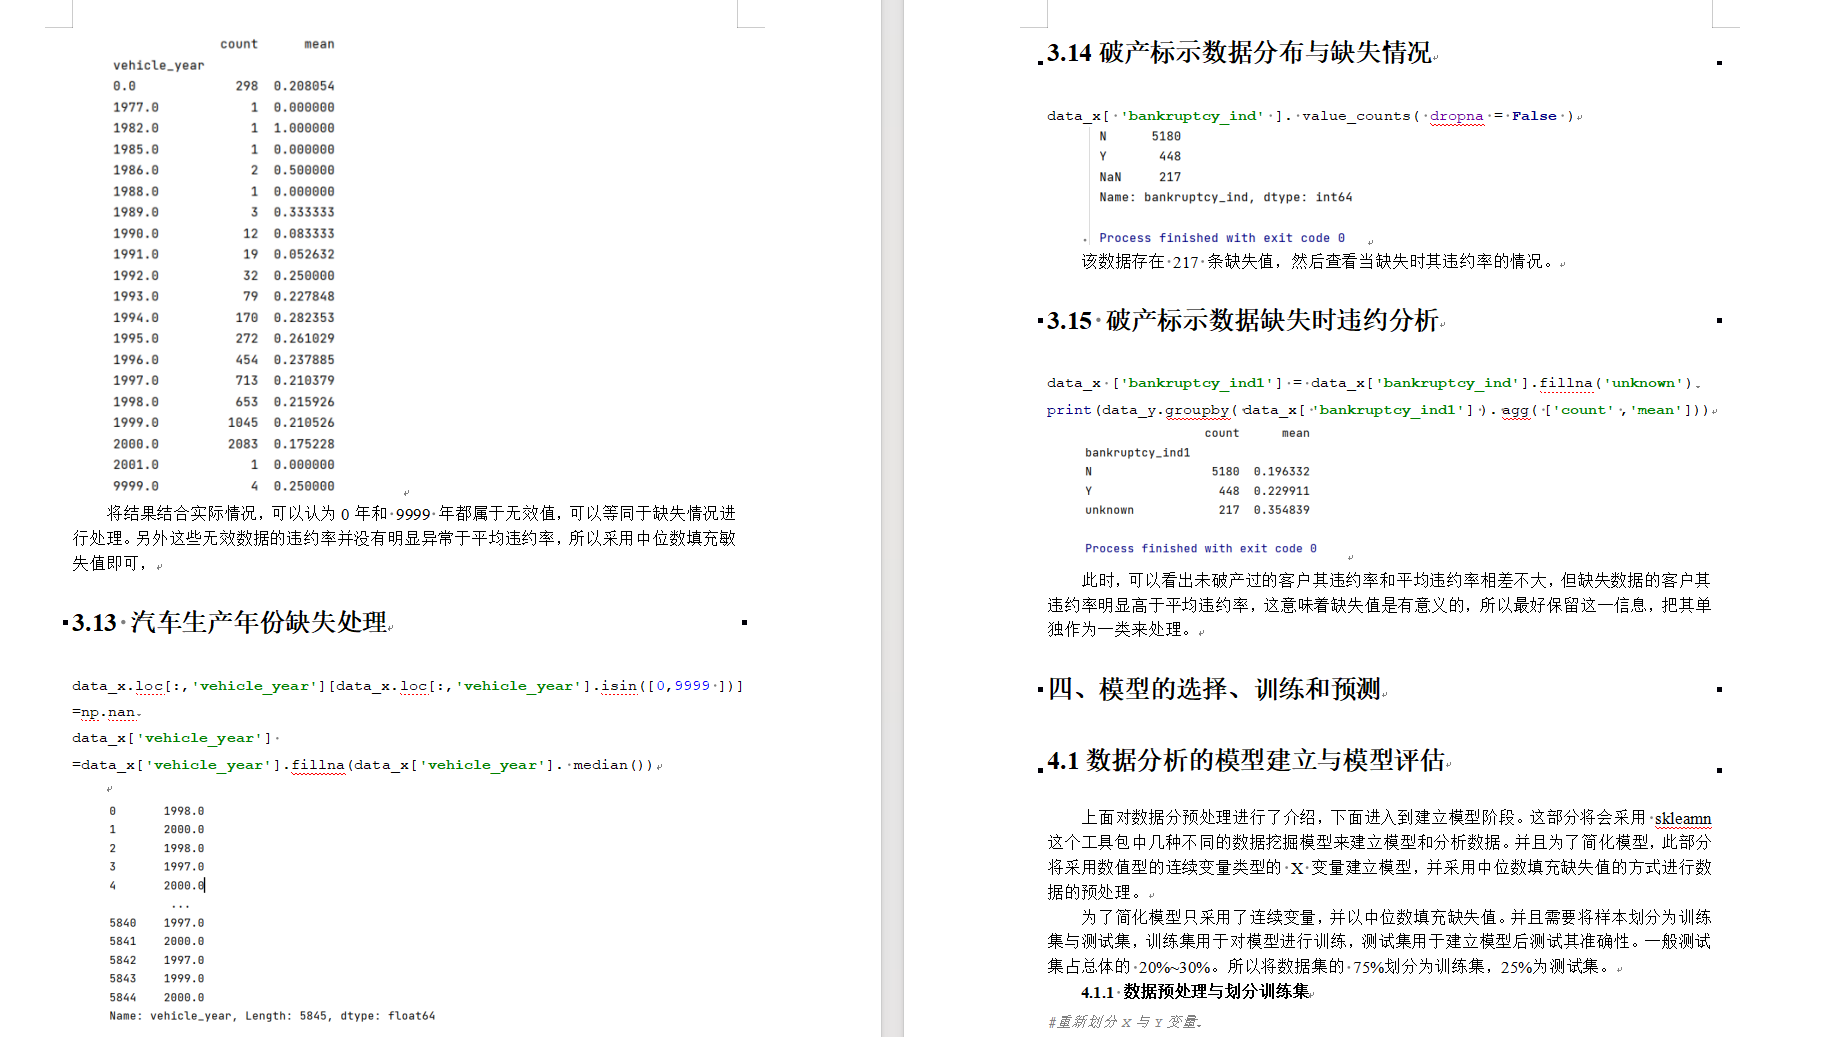 count mean
vehicle_year
0.0 298 0.208054
1977.0 1 0.000000
1982.0 1 1.000000
1985.0 1 0.000000
1986.0 2 0.500000
1988.0 1 0.000000
1989.0 3 0.333333
1990.0 12 0.083333
1991.0 19 0.052632
1992.0 32 0.250000
1993.0 79 0.227848
1994.0 170 0.282353
1995.0 272 0.261029
1996.0 454 0.237885
1997.0 713 0.210379
1998.0 653 0.215926
1999.0 1045 0.210526
2000.0 2083 0.175228
2001.0 1 0.000000
9999.0 4 0.250000
将结果结合实际情况，可以认为 0 年和 9999 年都属于无效值，可以等同于缺失情况进
行处理。另外这些无效数据的违约率并没有明显异常于平均违约率，所以采用中位数填充敏
失值即可，
3.13 汽车生产年份缺失处理
data_x.loc[:,'vehicle_year'][data_x.loc[:,'vehicle_year'].isin([0,9999 ])]
=np.nan
data_x['vehicle_year']
=data_x['vehicle_year'].fillna(data_x['vehicle_year']. median())
0 1998.0
1 2000.0
2 1998.0
3 1997.0
4 2000.0
...
5840 1997.0
5841 2000.0
5842 1997.0
5843 1999.0
5844 2000.0
Name: vehicle_year, Length: 5845, dtype: float64
3.14 破产标示数据分布与缺失情况
data_x[ 'bankruptcy_ind' ]. value_counts( dropna = False )
N 5180
Y 448
NaN 217
Name: bankruptcy_ind, dtype: int64
Process finished with exit code 0
该数据存在 217 条缺失值，然后查看当缺失时其违约率的情况。
3.15 破产标示数据缺失时违约分析
data_x ['bankruptcy_ind1'] = data_x['bankruptcy_ind'].fillna('unknown')
print(data_y.groupby( data_x[ 'bankruptcy_ind1'] ). agg( ['count' ,'mean']))
count mean
bankruptcy_ind1
N 5180 0.196332
Y 448 0.229911
unknown 217 0.354839
Process finished with exit code 0
此时，可以看出未破产过的客户其违约率和平均违约率相差不大，但缺失数据的客户其
违约率明显高于平均违约率，这意味着缺失值是有意义的，所以最好保留这一信息，把其单
独作为一类来处理。
四、模型的选择、训练和预测
4.1 数据分析的模型建立与模型评估
上面对数据分预处理进行了介绍，下面进入到建立模型阶段。这部分将会采用 skleamn
这个工具包中几种不同的数据挖掘模型来建立模型和分析数据。并且为了简化模型，此部分
将采用数值型的连续变量类型的 X 变量建立模型，并采用中位数填充缺失值的方式进行数
据的预处理。
为了简化模型只采用了连续变量，并以中位数填充缺失值。并且需要将样本划分为训练
集与测试集，训练集用于对模型进行训练，测试集用于建立模型后测试其准确性。一般测试
集占总体的 20%~30%。所以将数据集的 75%划分为训练集，25%为测试集。
4.1.1 数据预处理与划分训练集
#重新划分 X 与 Y 变量